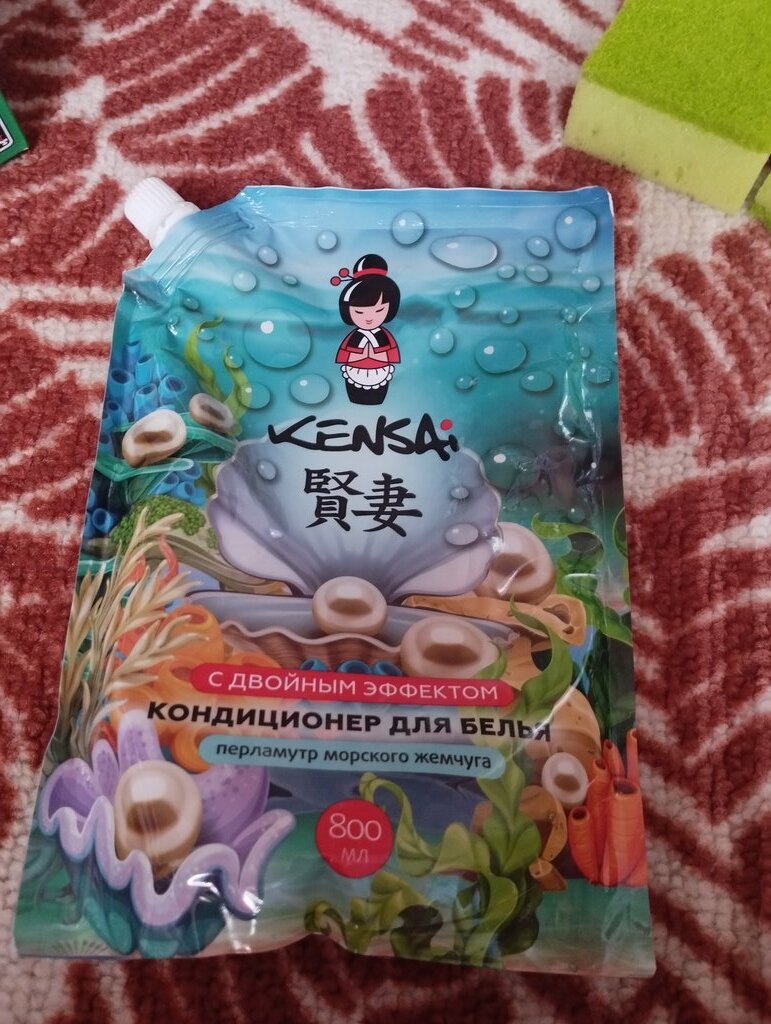 KENSAi
賢妻
С ДВОЙНЫМ ЭФФЕКТОМ
КОНДИЦИОНЕР ДЛЯ БЕЛЬЯ
перламутр морского жемчуга
800
МЛ